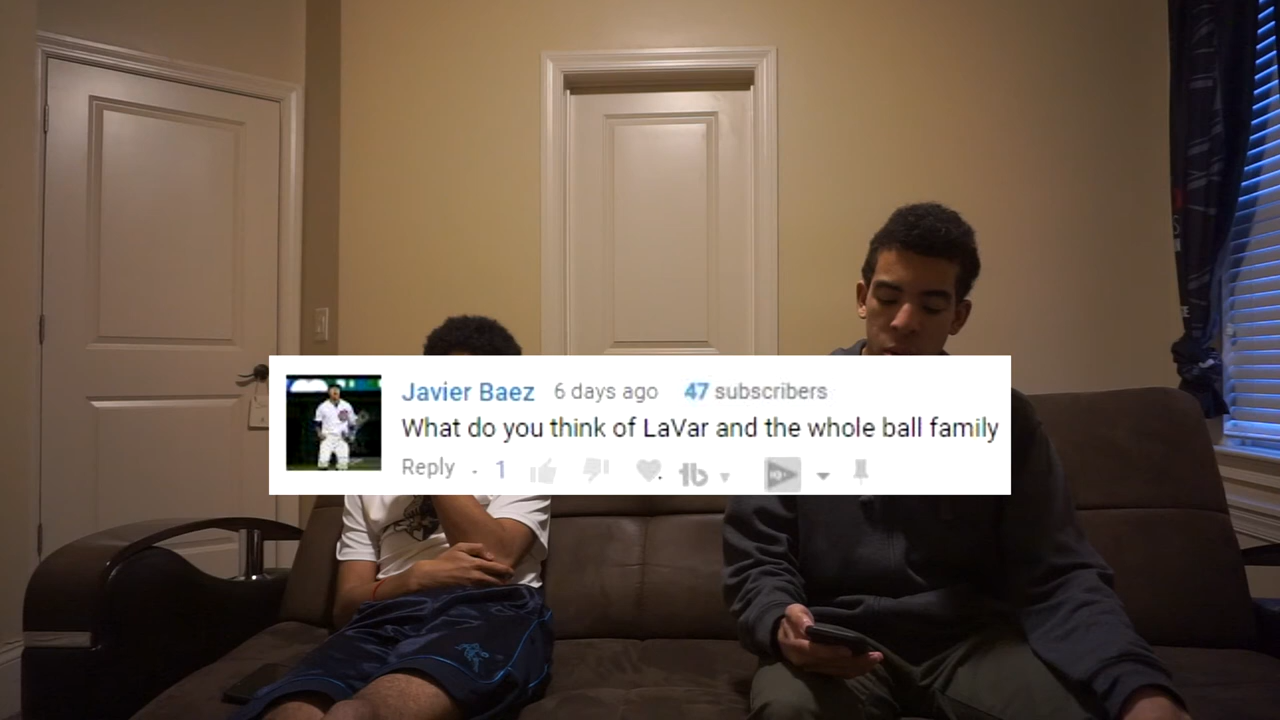 Javier Baez 6 days ago 47 subscribers
What do you think of LaVar and the whole ball family
Reply . 1